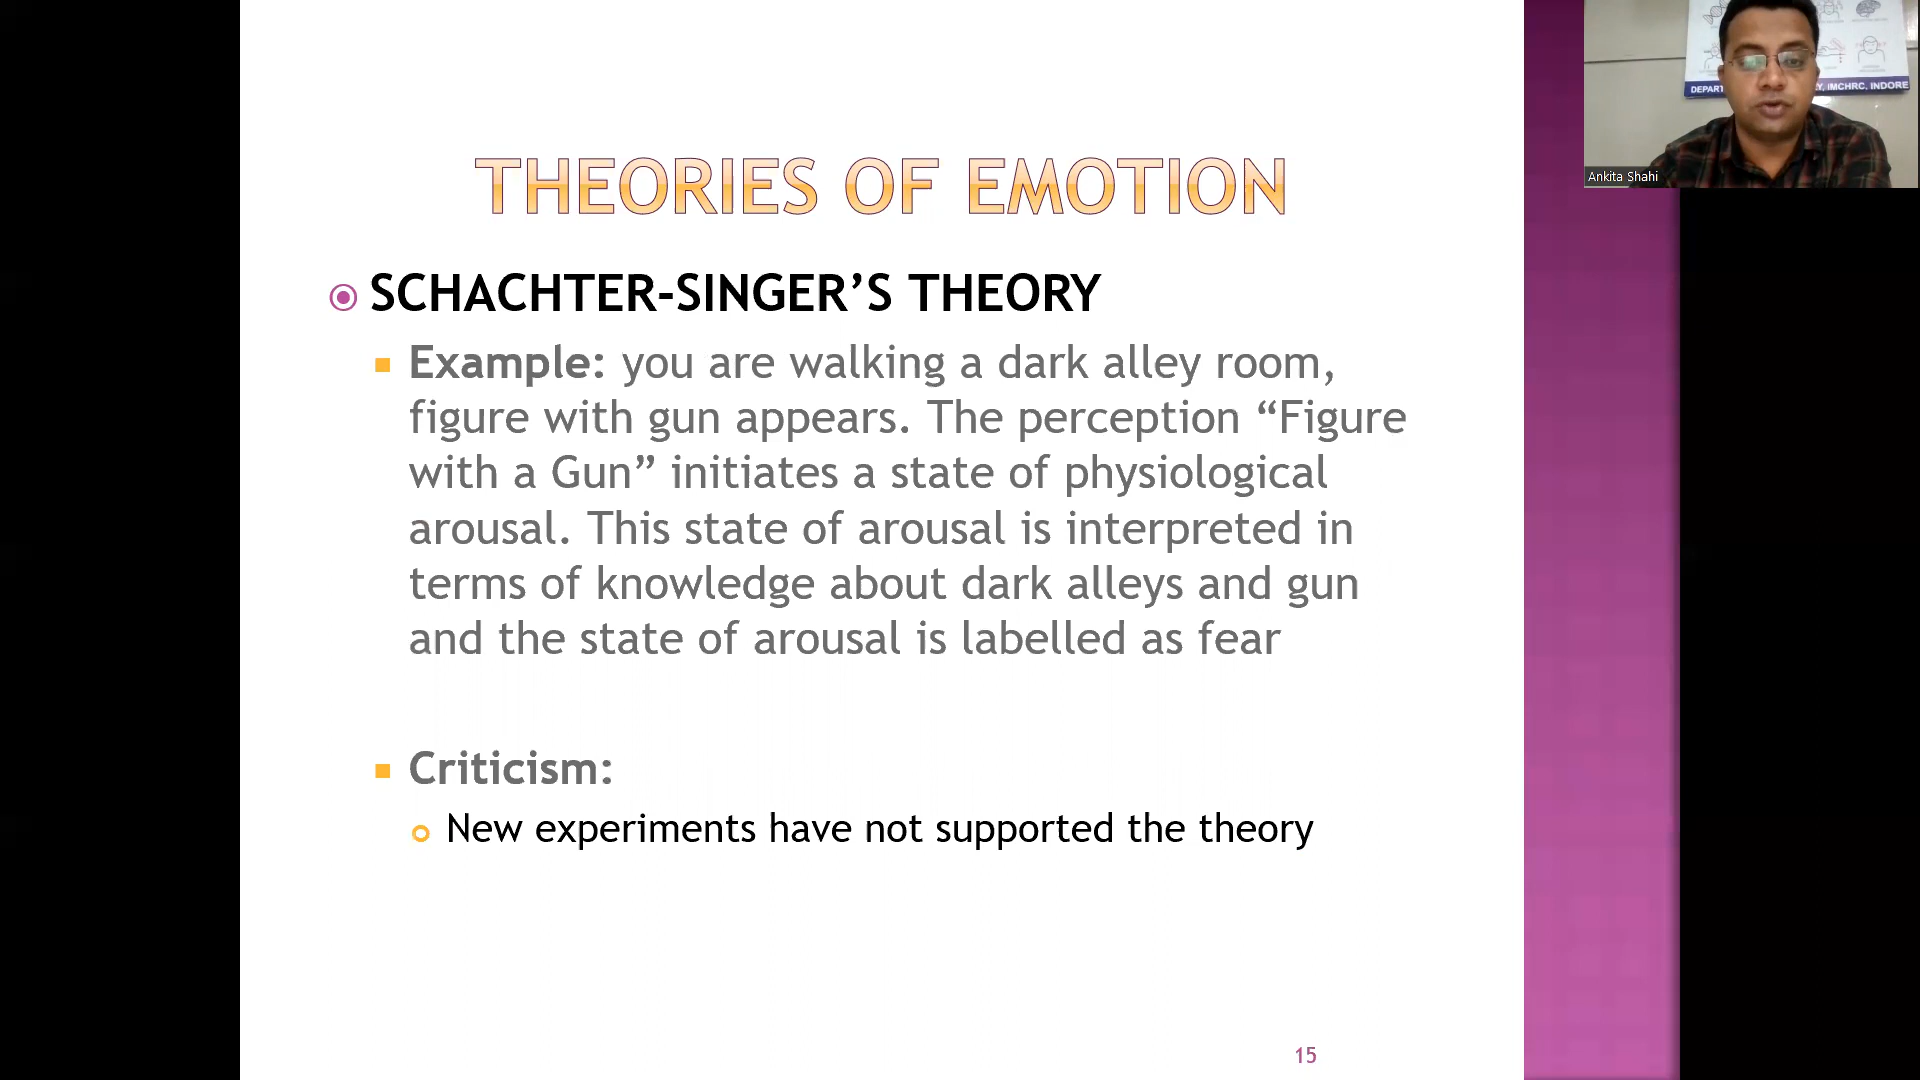 THEORIES OF EMOTION
SCHACHTER-SINGER’S THEORY
Example: you are walking a dark alley room,
figure with gun appears. The perception “Figure
with a Gun” initiates a state of physiological
arousal. This state of arousal is interpreted in
terms of knowledge about dark alleys and gun
and the state of arousal is labelled as fear
Criticism:
New experiments have not supported the theory
15
IMCHRC, INDORE
Ankita Shahi